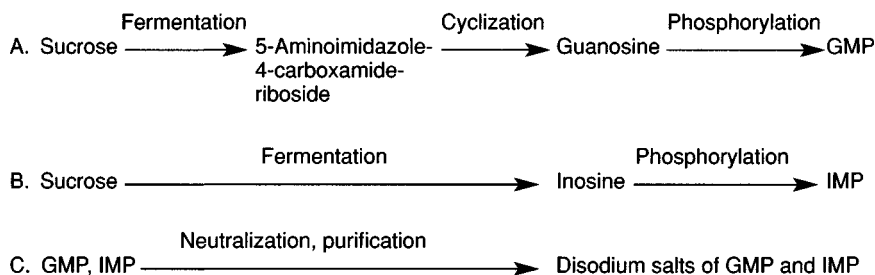 Fermentation Cyclization Phosphorylation
A. Sucrose 5-Aminoimidazole- Guanosine GMP
4-carboxamide-
riboside
Fermentation Phosphorylation
B. Sucrose Inosine IMP
Neutralization, purification
C. GMP, IMP Disodium salts of GMP and IMP